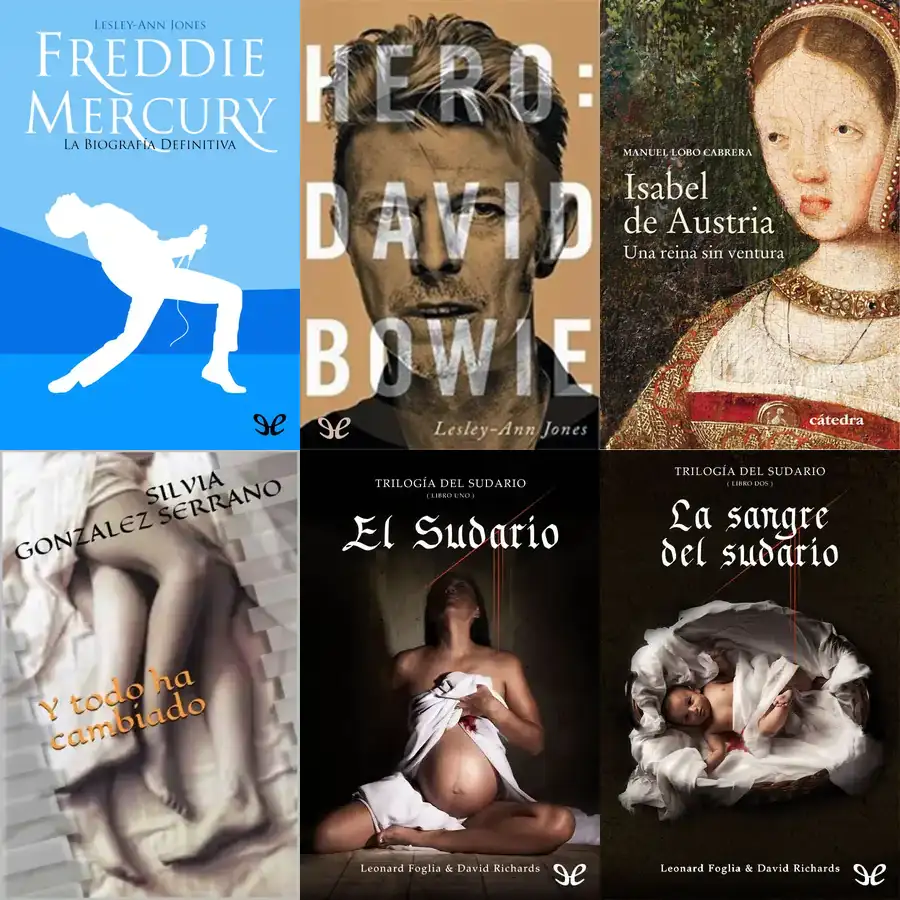 LESLEY-ANN JONES
FREDDIE
MERCURY
LA BIOGRAFÍA DEFINITIVA
HERO:
DAVID
BOWIE
Lesley-Ann Jones
MANUEL LOBO CABRERA
Isabel
de Austria
Una reina sin ventura
cátedra
SILVIA
GONZALEZ SERRANO
Y todo ha
cambiado
TRILOGÍA DEL SUDARIO
( LIBRO UNO )
El Sudario
Leonard Foglia & David Richards
TRILOGÍA DEL SUDARIO
( LIBRO DOS )
La sangre
del sudario
Leonard Foglia & David Richards